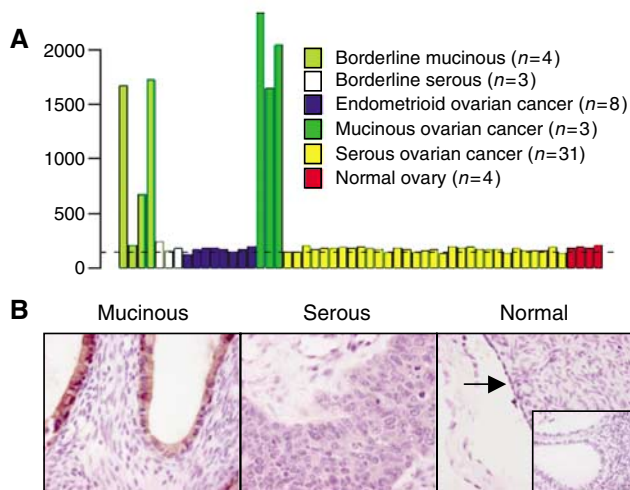 A
2000
1500
1000
500
0
Borderline mucinous (n=4)
Borderline serous (n=3)
Endometrioid ovarian cancer (n=8)
Mucinous ovarian cancer (n=3)
Serous ovarian cancer (n=31)
Normal ovary (n=4)
B
Mucinous Serous Normal